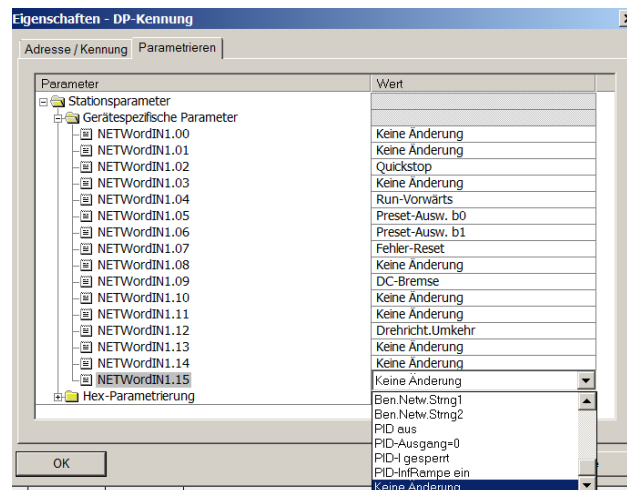 Eigenschaften - DP-Kennung
Adresse / Kennung Parametrieren
Parameter Wert
Stationsparameter
Gerätespezifische Parameter
NETWordIN1.00 Keine Änderung
NETWordIN1.01 Keine Änderung
NETWordIN1.02 Quickstop
NETWordIN1.03 Keine Änderung
NETWordIN1.04 Run-Vorwärts
NETWordIN1.05 Preset-Ausw. b0
NETWordIN1.06 Preset-Ausw. b1
NETWordIN1.07 Fehler-Reset
NETWordIN1.08 Keine Änderung
NETWordIN1.09 DC-Bremse
NETWordIN1.10 Keine Änderung
NETWordIN1.11 Keine Änderung
NETWordIN1.12 Drehricht.Umkehr
NETWordIN1.13 Keine Änderung
NETWordIN1.14 Keine Änderung
NETWordIN1.15 Keine Änderung
Hex-Parametrierung
Ben.Netw.Strng1
Ben.Netw.Strng2
PID aus
PID-Ausgang=0
PID-I gesperrt
PID-InfRampe ein
Keine Änderung
OK